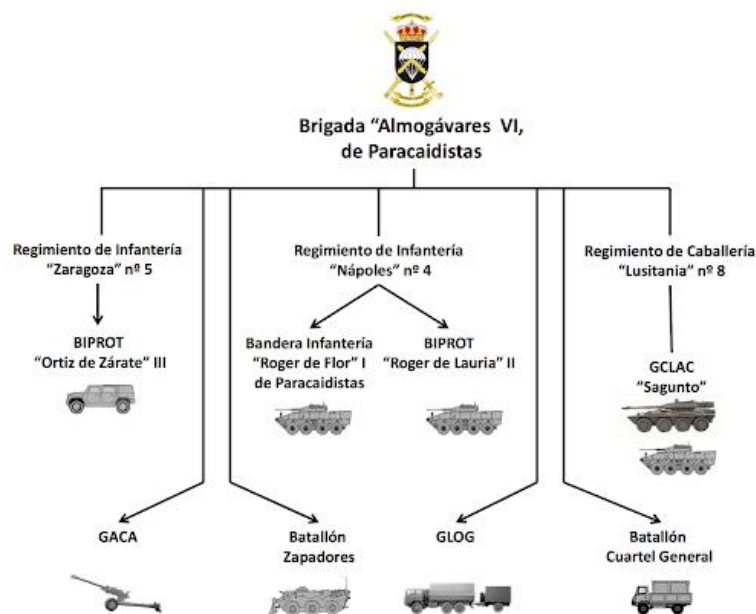 Brigada “Almogávares VI,
de Paracaidistas
Regimiento de Infantería
“Zaragoza” nº 5
Regimiento de Infantería
“Nápoles” nº 4
Regimiento de Caballería
“Lusitania” nº 8
BIPROT
“Ortiz de Zárate” III
Bandera Infantería
“Roger de Flor” I
de Paracaidistas
BIPROT
“Roger de Lauria” II
GCLAC
“Sagunto”
GACA
Batallón
Zapadores
GLOG
Batallón
Cuartel General